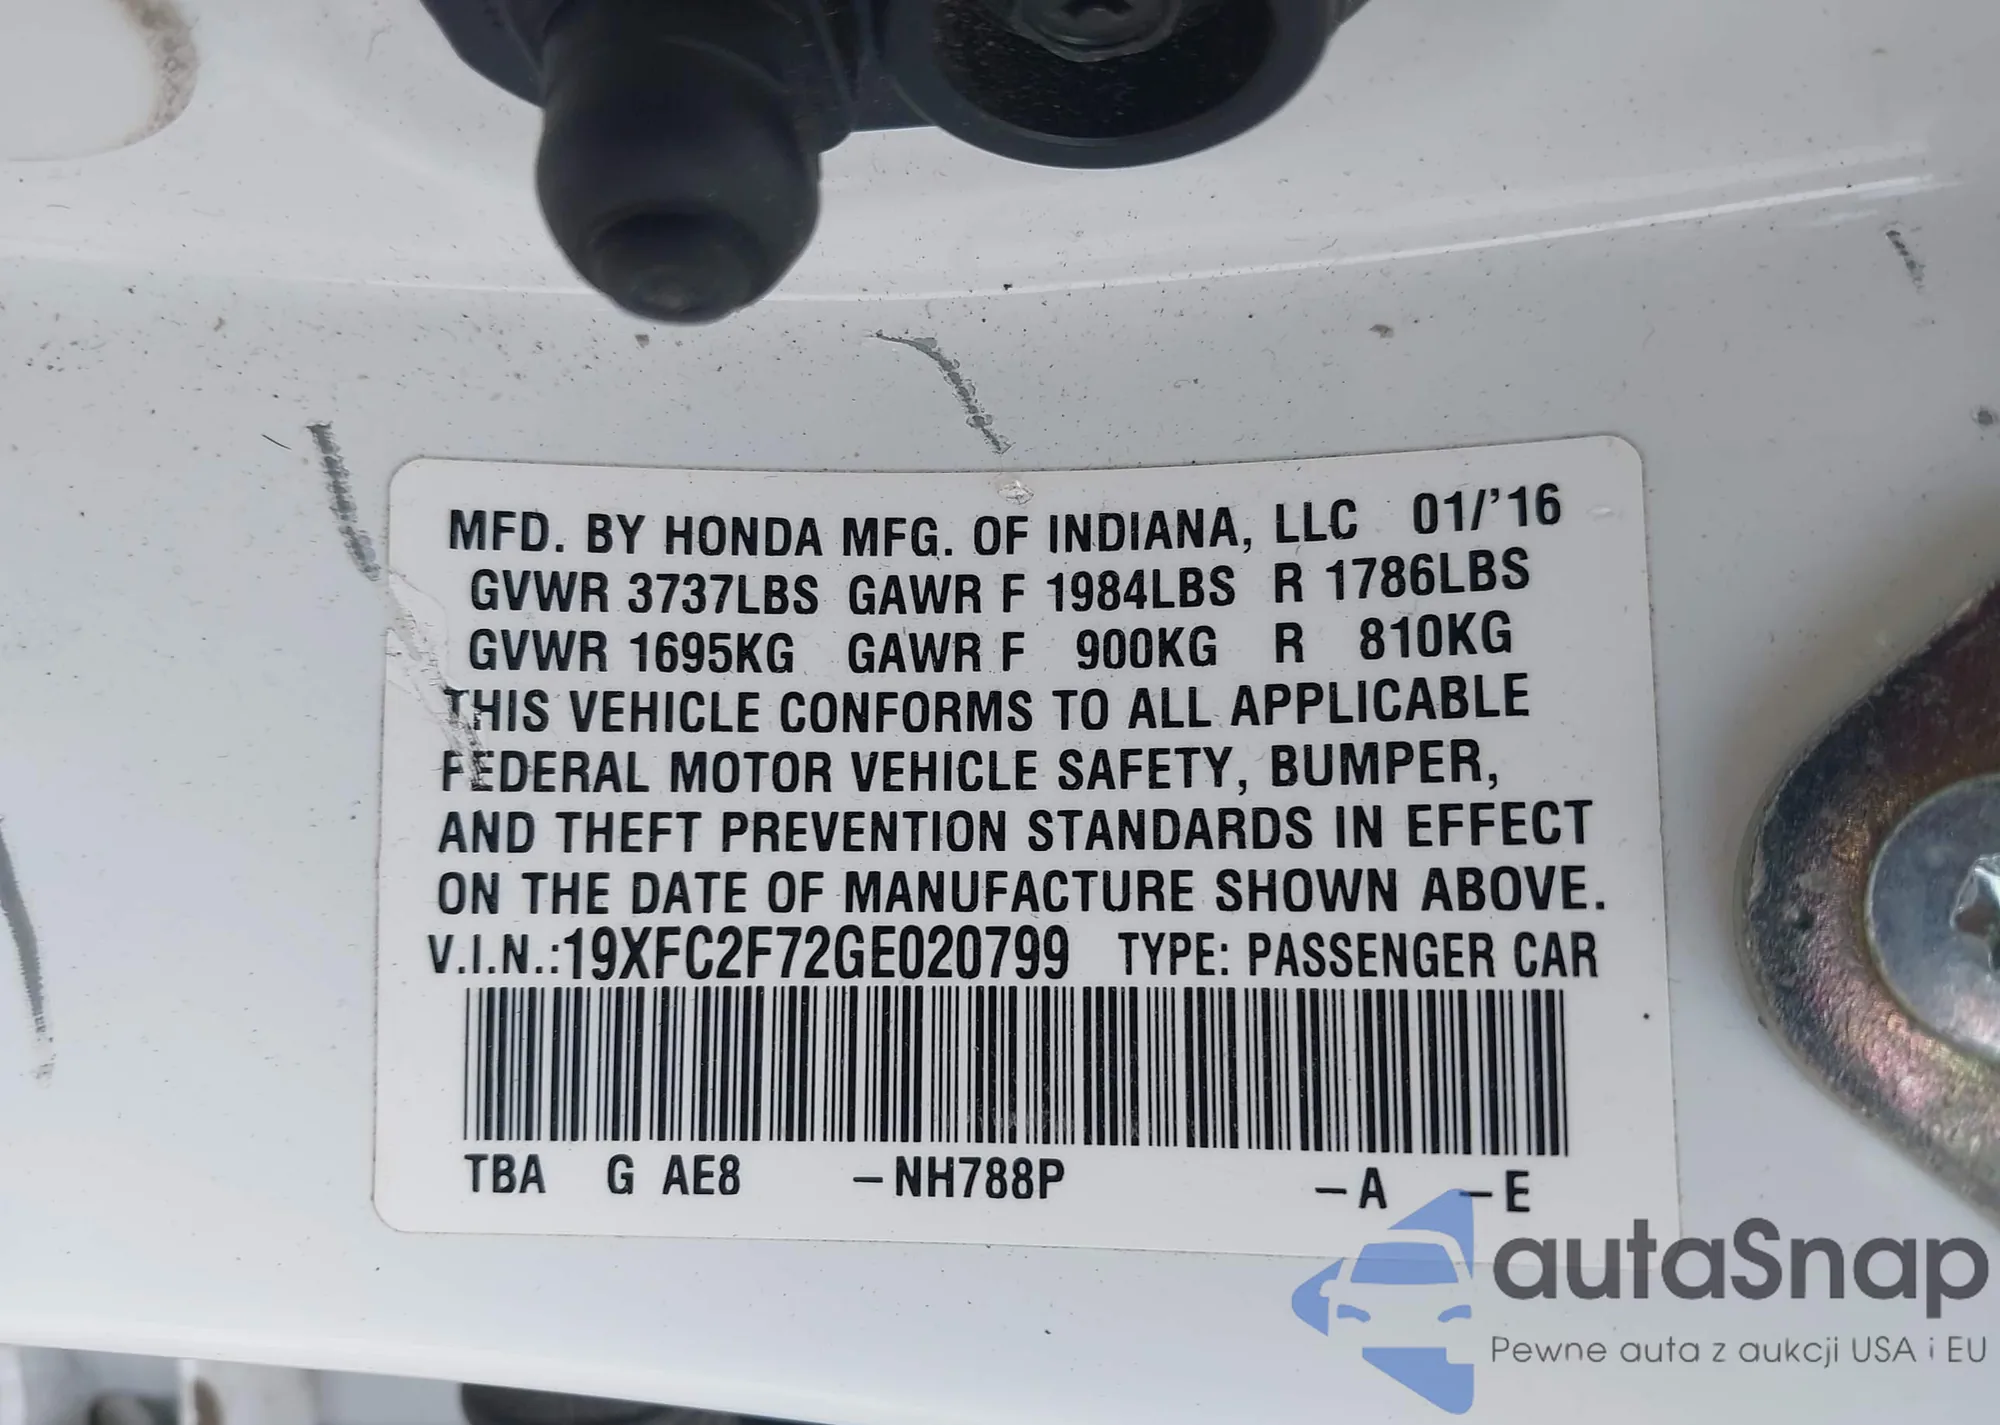 MFD. BY HONDA MFG. OF INDIANA, LLC 01/'16
GVWR 3737LBS GAWR F 1984LBS R 1786LBS
GVWR 1695KG GAWR F 900KG R 810KG
THIS VEHICLE CONFORMS TO ALL APPLICABLE
FEDERAL MOTOR VEHICLE SAFETY, BUMPER,
AND THEFT PREVENTION STANDARDS IN EFFECT
ON THE DATE OF MANUFACTURE SHOWN ABOVE.
V.I.N.:19XFC2F72GE020799 TYPE: PASSENGER CAR
TBA G AE8 –NH788P –A –E
autaSnap
Pewne auta z aukcji USA i EU